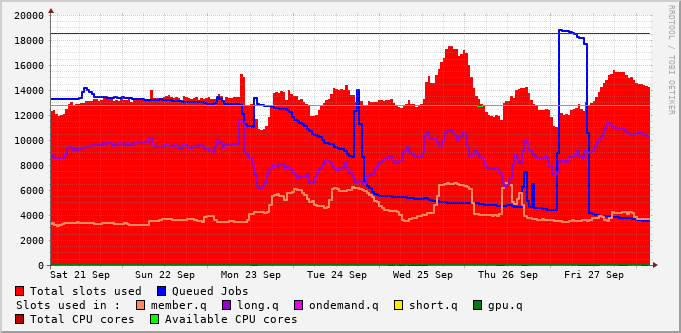 RRDTOOL / TOBI OETIKER
20000
18000
16000
14000
12000
10000
8000
6000
4000
2000
0
Sat 21 Sep Sun 22 Sep Mon 23 Sep Tue 24 Sep Wed 25 Sep Thu 26 Sep Fri 27 Sep
Total slots used Queued Jobs
Slots used in : member.q long.q ondemand.q short.q gpu.q
Total CPU cores Available CPU cores